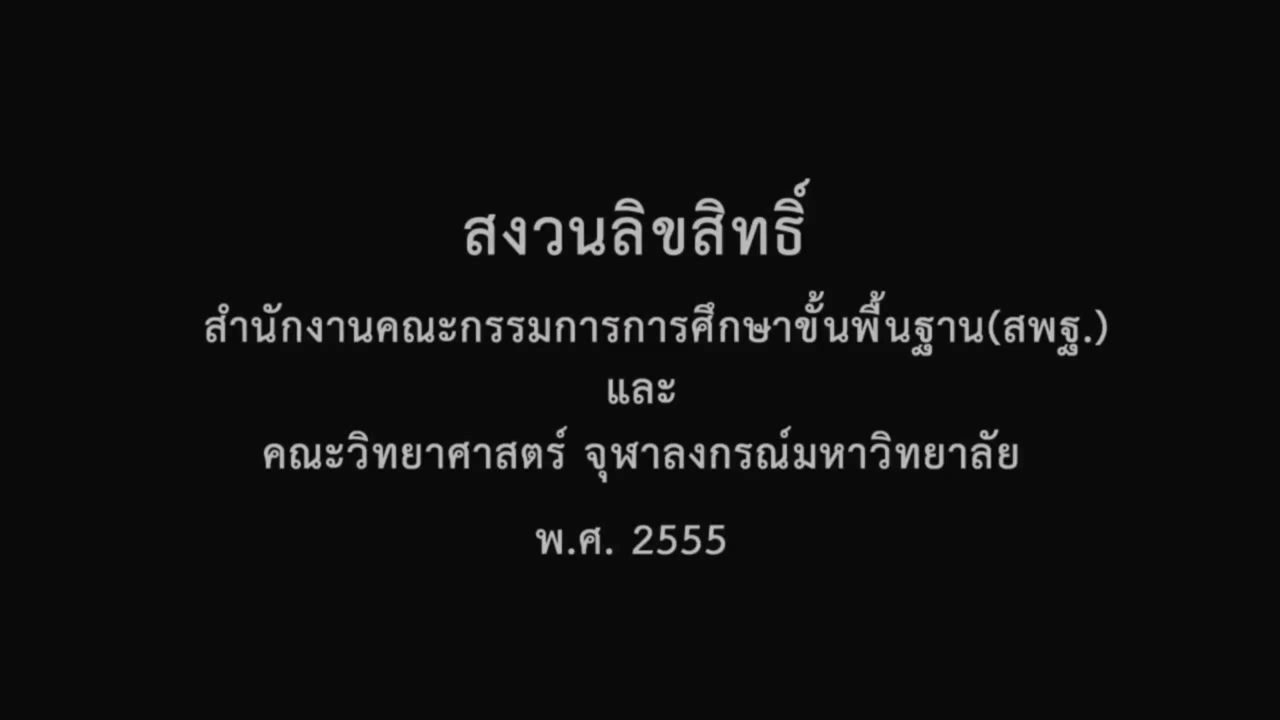 สงวนลิขสิทธิ์
สำนักงานคณะกรรมการการศึกษาขั้นพื้นฐาน(สพฐ.)
และ
คณะวิทยาศาสตร์ จุฬาลงกรณ์มหาวิทยาลัย
พ.ศ. 2555